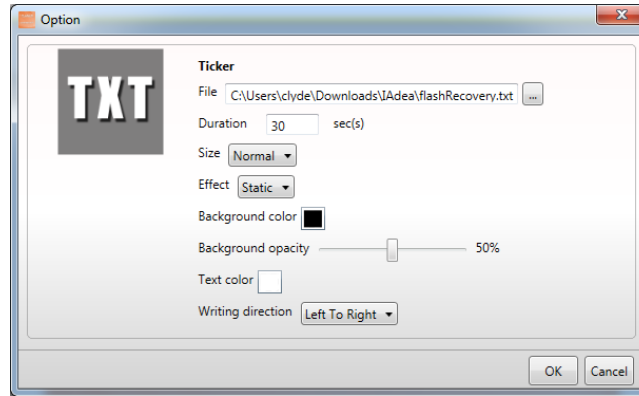 Option
TXT
Ticker
File C:\Users\clyde\Downloads\IAdea\flashRecovery.txt ...
Duration 30 sec(s)
Size Normal
Effect Static
Background color
Background opacity 50%
Text color
Writing direction Left To Right
OK Cancel